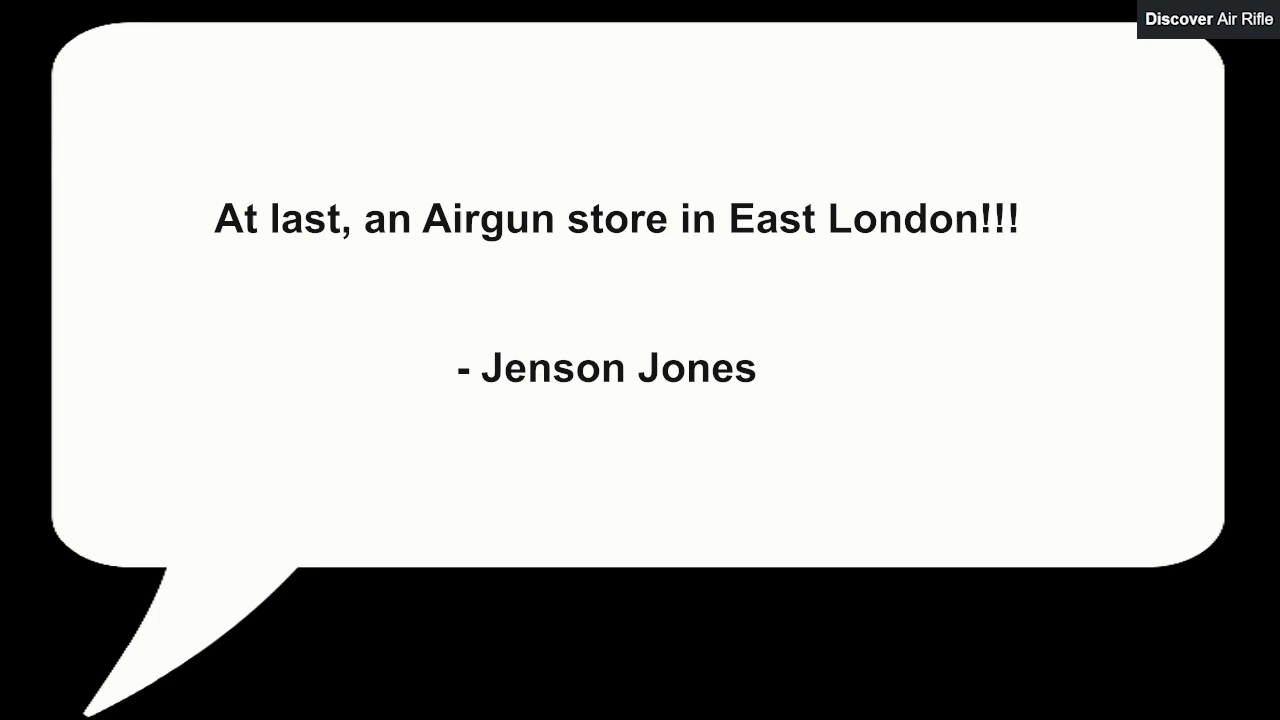 Discover Air Rifle
At last, an Airgun store in East London!!!
- Jenson Jones